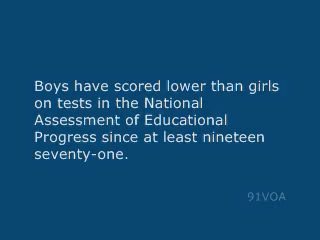 Boys have scored lower than girls
on tests in the National
Assessment of Educational
Progress since at least nineteen
seventy-one.
91VOA